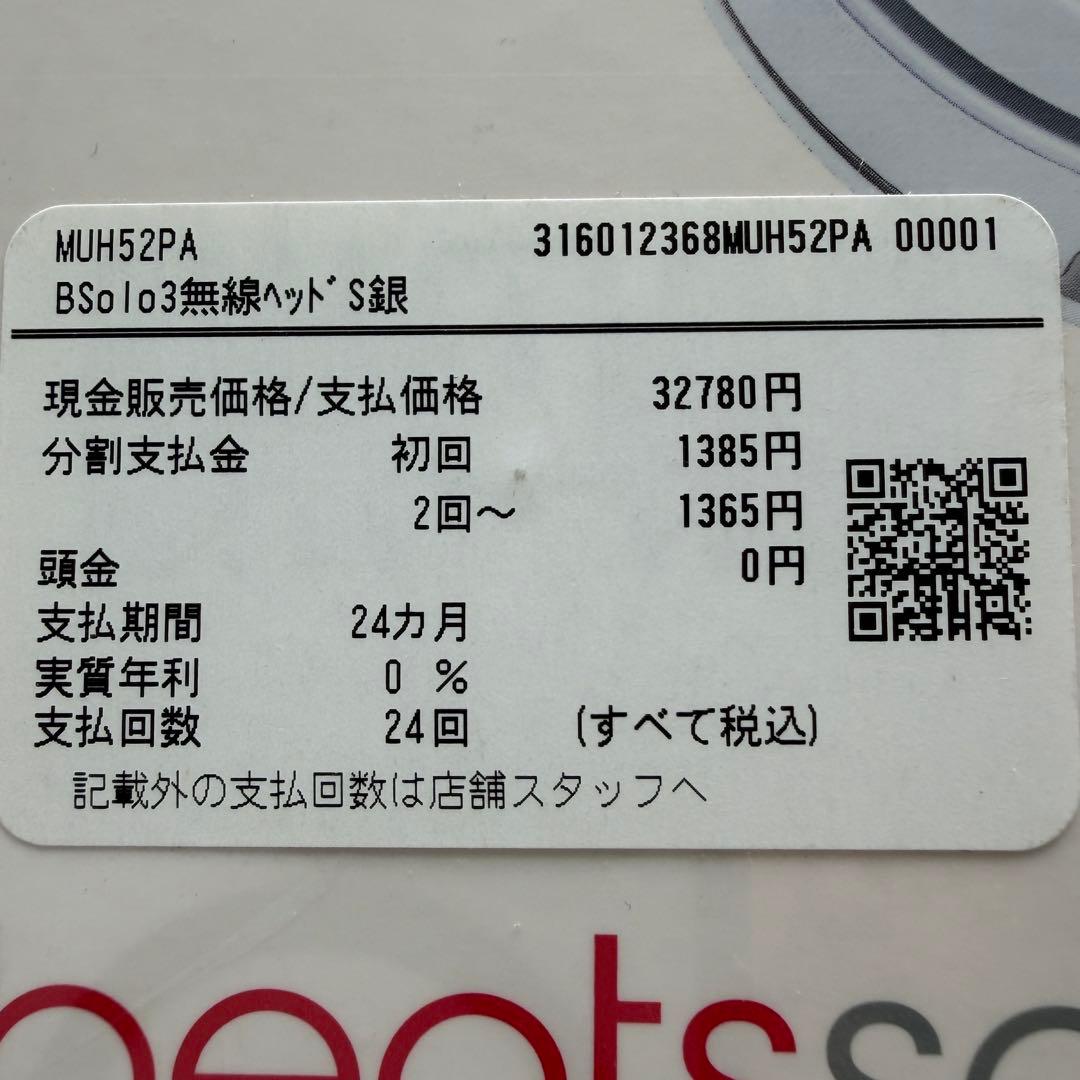 MUH52PA 316012368MUH52PA 00001
BSolo3無線ﾍｯﾄﾞS銀
現金販売価格/支払価格 32780円
分割支払金 初回 1385円
2回～ 1365円
頭金 0円
支払期間 24カ月
実質年利 0 %
支払回数 24回 (すべて税込)
記載外の支払回数は店舗スタッフへ
beats so